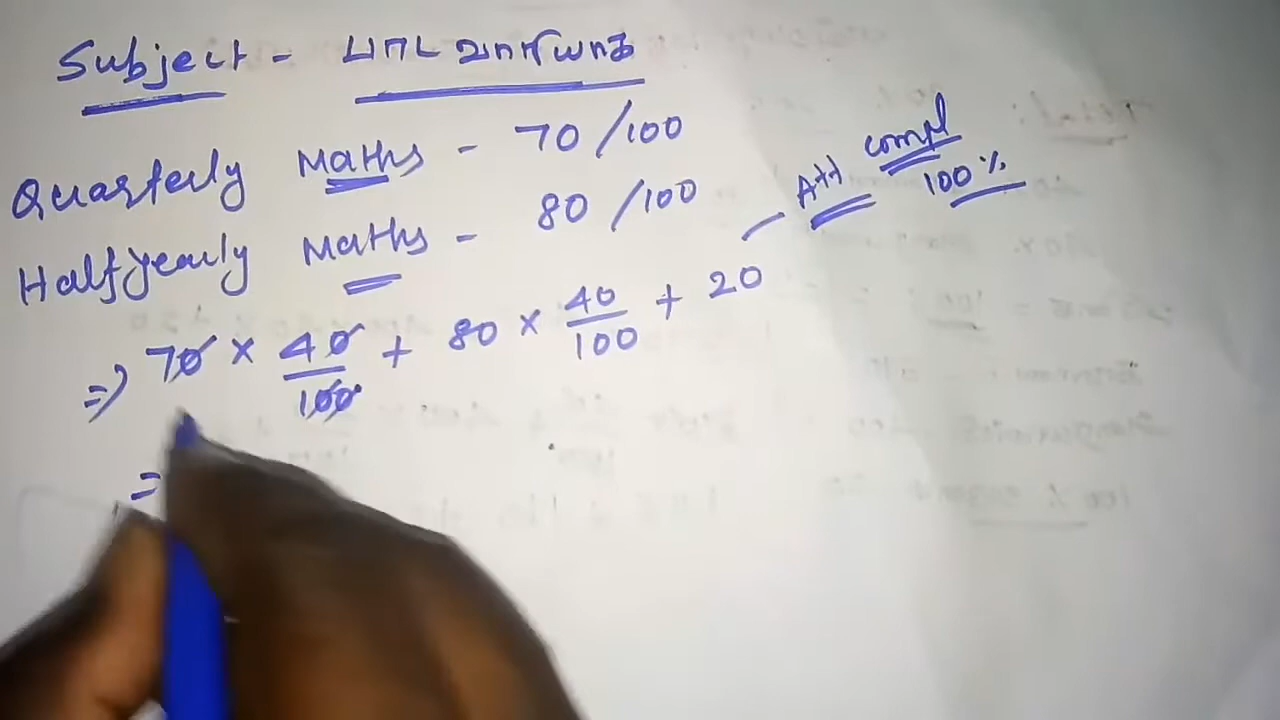 Subject - பாடவாரியாக
Quarterly Maths - 70/100
Halfyearly Maths - 80/100
Att compl
100%
=> 70 × 40/100 + 80 × 40/100 + 20
=